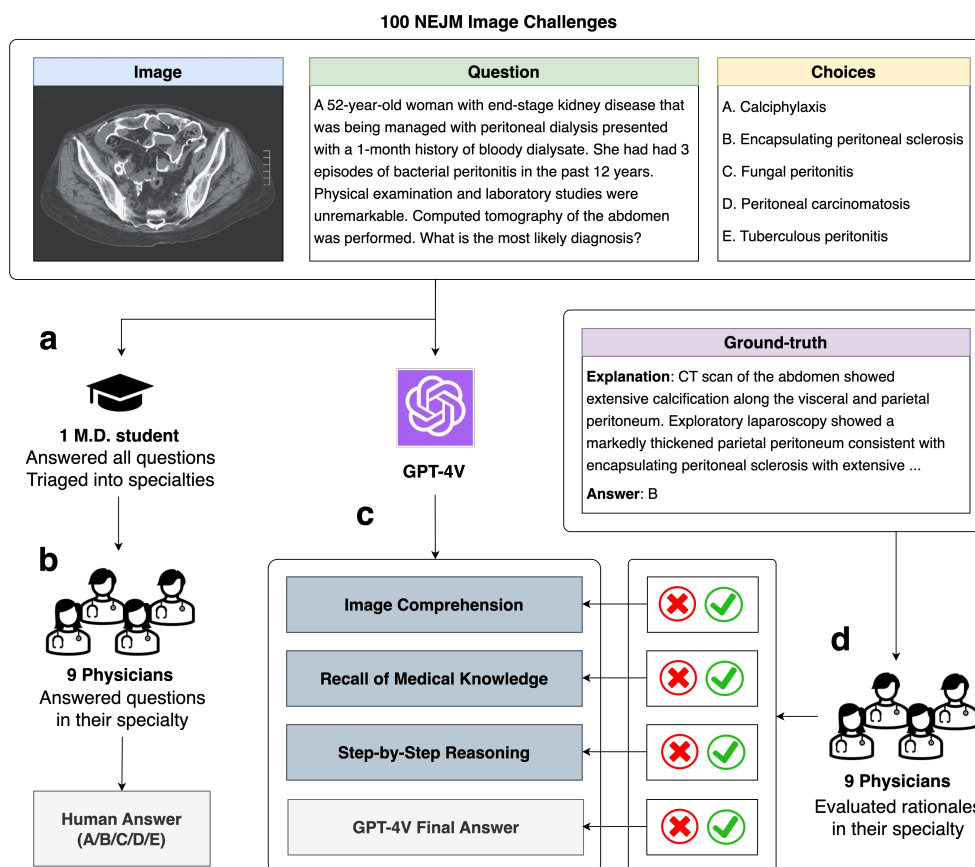 100 NEJM Image Challenges
Image
Question
A 52-year-old woman with end-stage kidney disease that
was being managed with peritoneal dialysis presented
with a 1-month history of bloody dialysate. She had had 3
episodes of bacterial peritonitis in the past 12 years.
Physical examination and laboratory studies were
unremarkable. Computed tomography of the abdomen
was performed. What is the most likely diagnosis?
Choices
A. Calciphylaxis
B. Encapsulating peritoneal sclerosis
C. Fungal peritonitis
D. Peritoneal carcinomatosis
E. Tuberculous peritonitis
a
1 M.D. student
Answered all questions
Triaged into specialties
GPT-4V
Ground-truth
Explanation: CT scan of the abdomen showed
extensive calcification along the visceral and parietal
peritoneum. Exploratory laparoscopy showed a
markedly thickened parietal peritoneum consistent with
encapsulating peritoneal sclerosis with extensive ...
Answer: B
b
9 Physicians
Answered questions
in their specialty
Human Answer
(A/B/C/D/E)
c
Image Comprehension
Recall of Medical Knowledge
Step-by-Step Reasoning
GPT-4V Final Answer
d
9 Physicians
Evaluated rationales
in their specialty